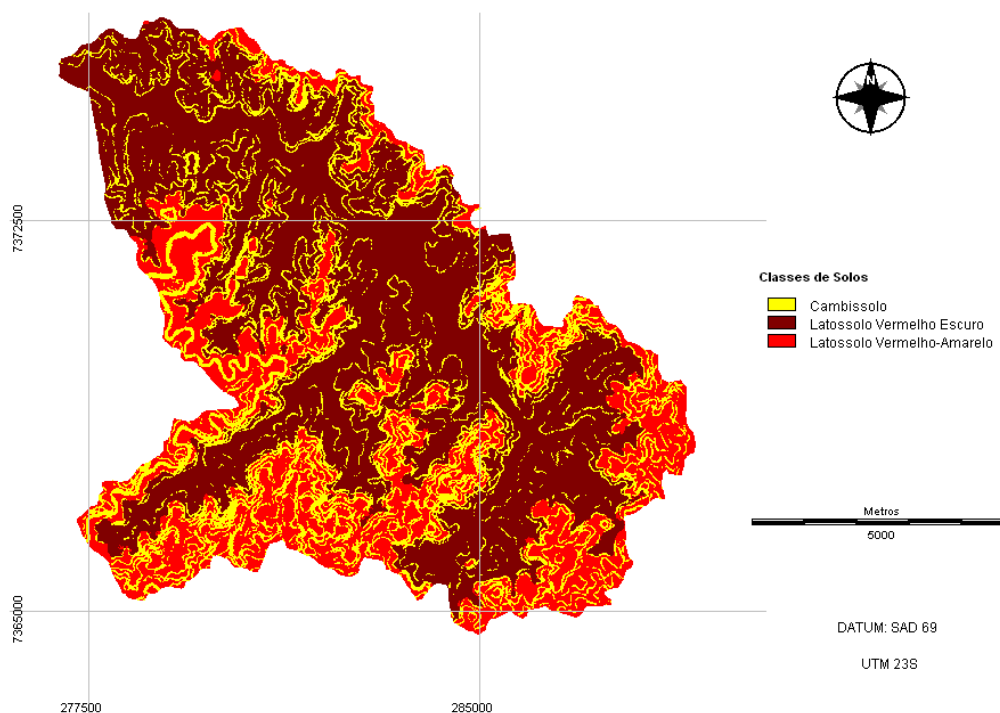 N
7372500
Classes de Solos
Cambissolo
Latossolo Vermelho Escuro
Latossolo Vermelho-Amarelo
Metros
5000
7365000
DATUM: SAD 69
UTM 23S
277500
285000